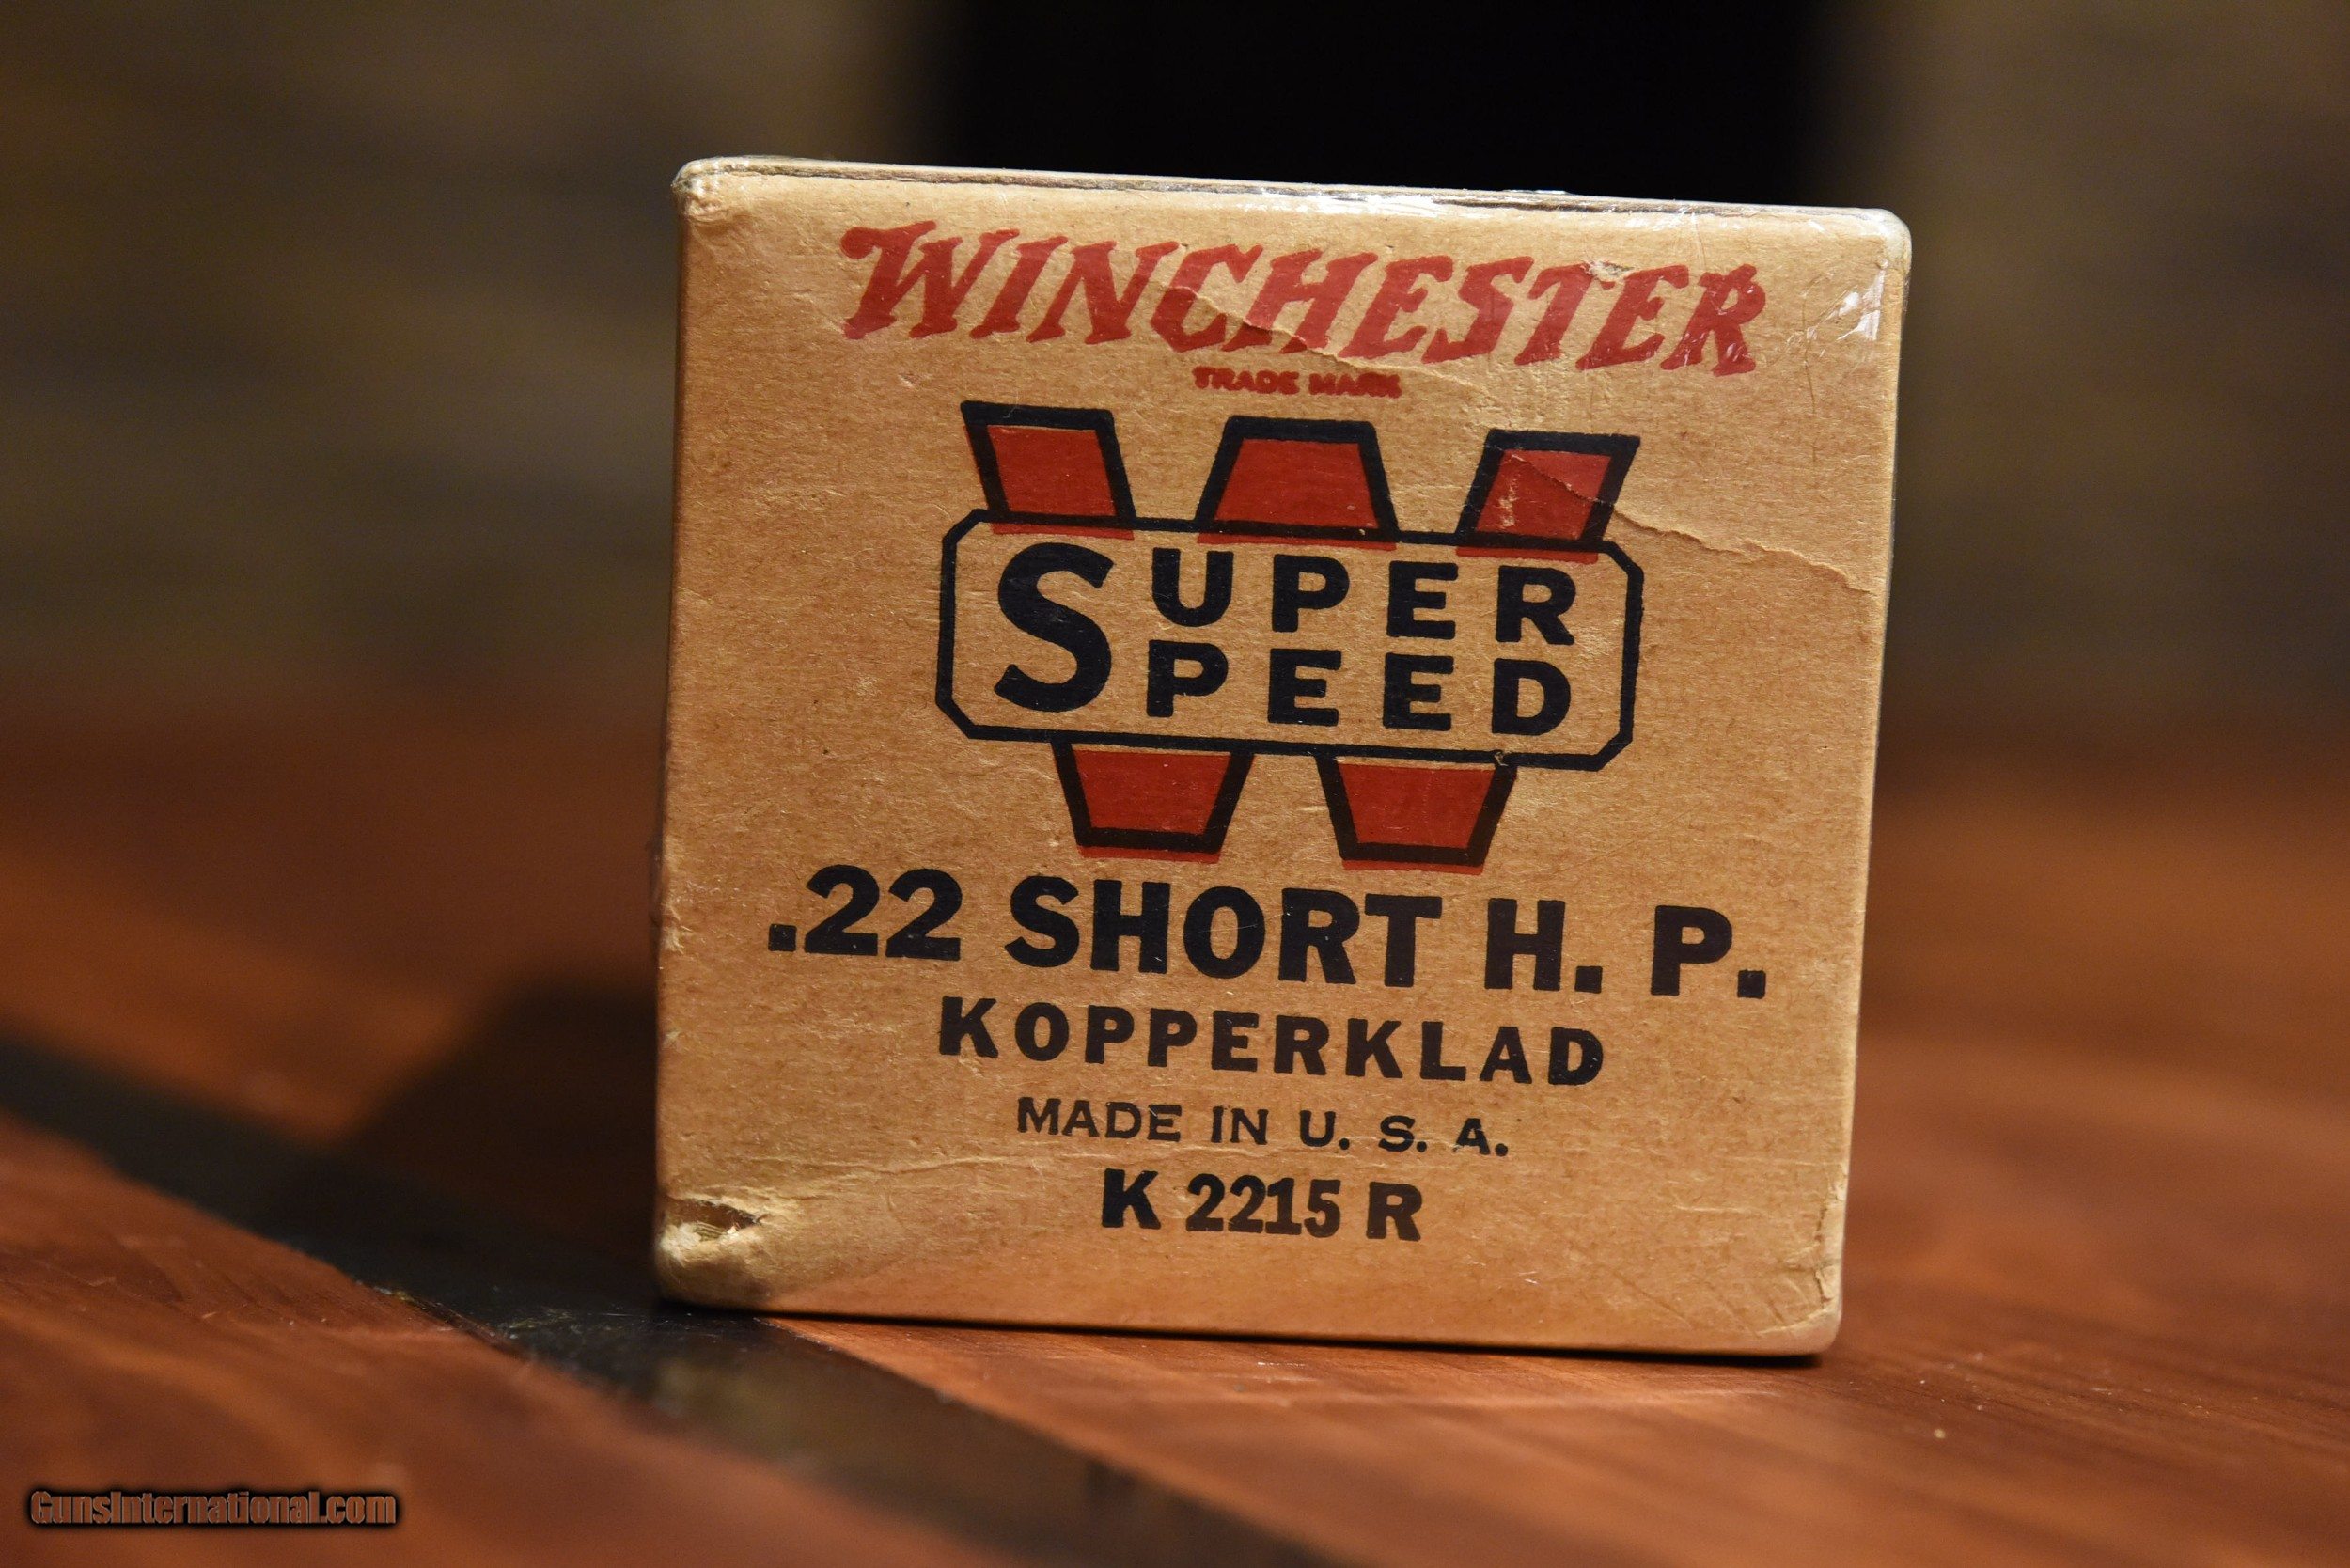 WINCHESTER
TRADE MARK
SUPER
SPEED
.22 SHORT H. P.
KOPPERKLAD
MADE IN U. S. A.
K 2215 R
GunsInternational.com